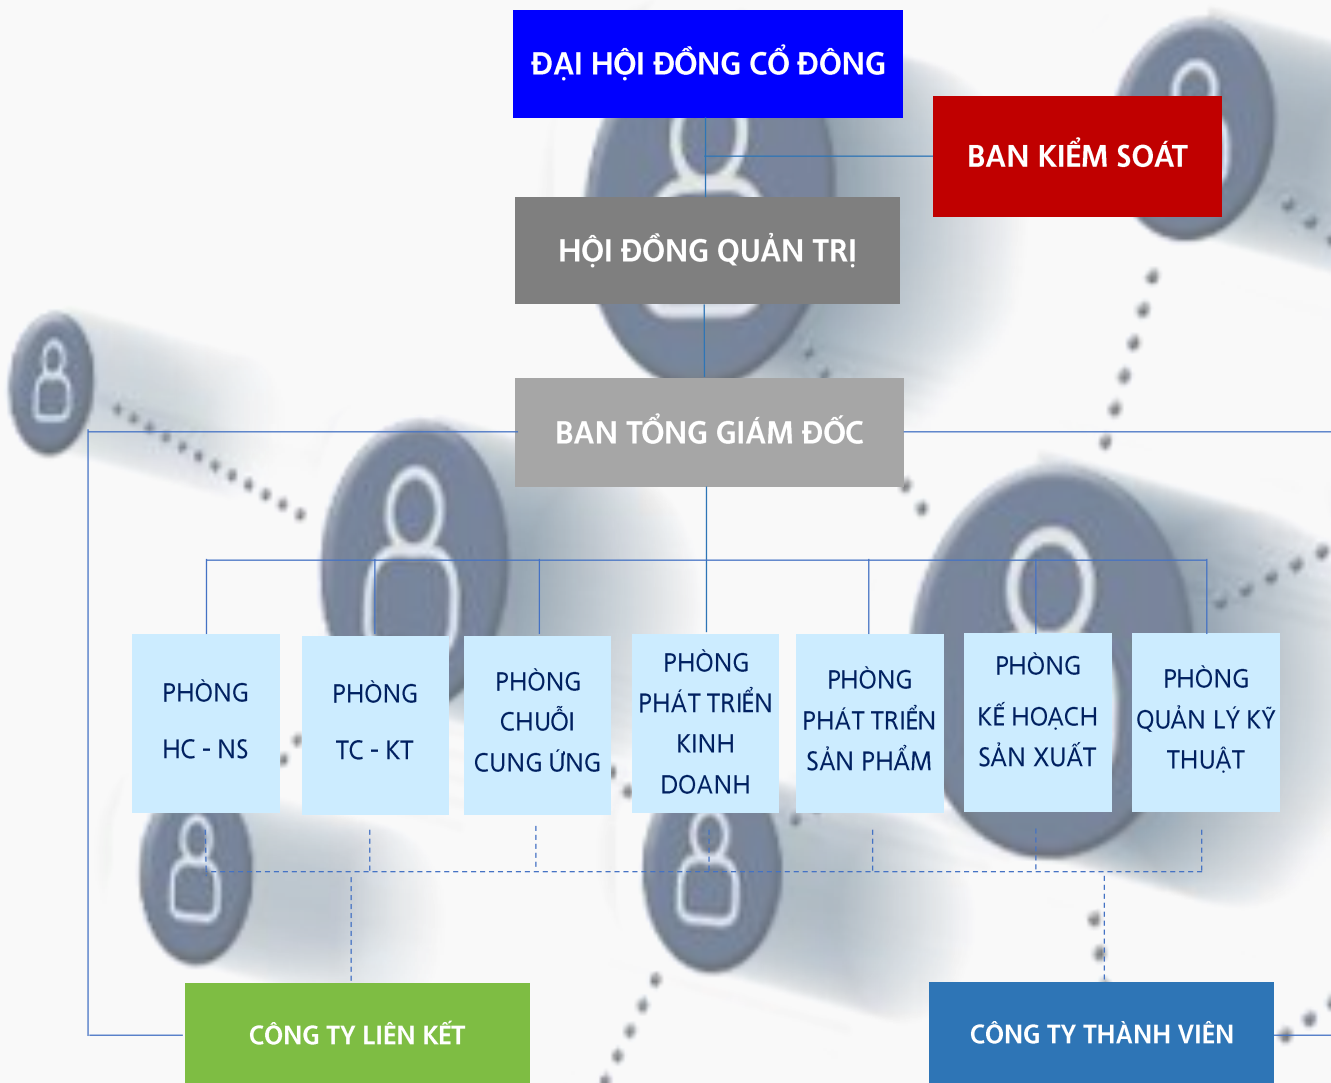 ĐẠI HỘI ĐỒNG CỔ ĐÔNG
BAN KIỂM SOÁT
HỘI ĐỒNG QUẢN TRỊ
BAN TỔNG GIÁM ĐỐC
PHÒNG
HC - NS
PHÒNG
TC - KT
PHÒNG
CHUỖI
CUNG ỨNG
PHÒNG
PHÁT TRIỂN
KINH
DOANH
PHÒNG
PHÁT TRIỂN
SẢN PHẨM
PHÒNG
KẾ HOẠCH
SẢN XUẤT
PHÒNG
QUẢN LÝ KỸ
THUẬT
CÔNG TY LIÊN KẾT
CÔNG TY THÀNH VIÊN